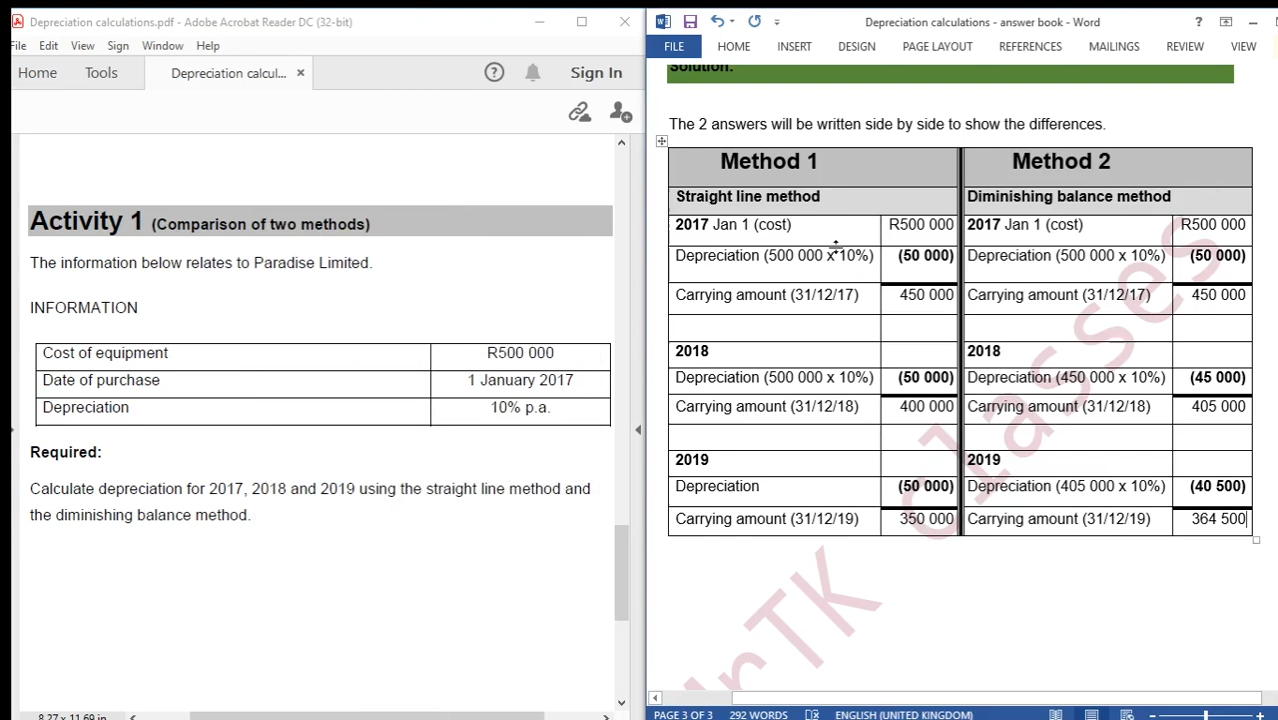 Depreciation calculations.pdf - Adobe Acrobat Reader DC (32-bit)
File Edit View Sign Window Help
Home Tools Depreciation calcul... × Sign In
Activity 1 (Comparison of two methods)
The information below relates to Paradise Limited.
INFORMATION
Cost of equipment R500 000
Date of purchase 1 January 2017
Depreciation 10% p.a.
Required:
Calculate depreciation for 2017, 2018 and 2019 using the straight line method and
the diminishing balance method.
8.27 x 11.69 in.
Depreciation calculations - answer book - Word
FILE HOME INSERT DESIGN PAGE LAYOUT REFERENCES MAILINGS REVIEW VIEW
Solution:
The 2 answers will be written side by side to show the differences.
Method 1 Method 2
Straight line method Diminishing balance method
2017 Jan 1 (cost) R500 000 2017 Jan 1 (cost) R500 000
Depreciation (500 000 x 10%) (50 000) Depreciation (500 000 x 10%) (50 000)
Carrying amount (31/12/17) 450 000 Carrying amount (31/12/17) 450 000
2018 2018
Depreciation (500 000 x 10%) (50 000) Depreciation (450 000 x 10%) (45 000)
Carrying amount (31/12/18) 400 000 Carrying amount (31/12/18) 405 000
2019 2019
Depreciation (50 000) Depreciation (405 000 x 10%) (40 500)
Carrying amount (31/12/19) 350 000 Carrying amount (31/12/19) 364 500
MrTK classes
PAGE 3 OF 3 292 WORDS ENGLISH (UNITED KINGDOM)